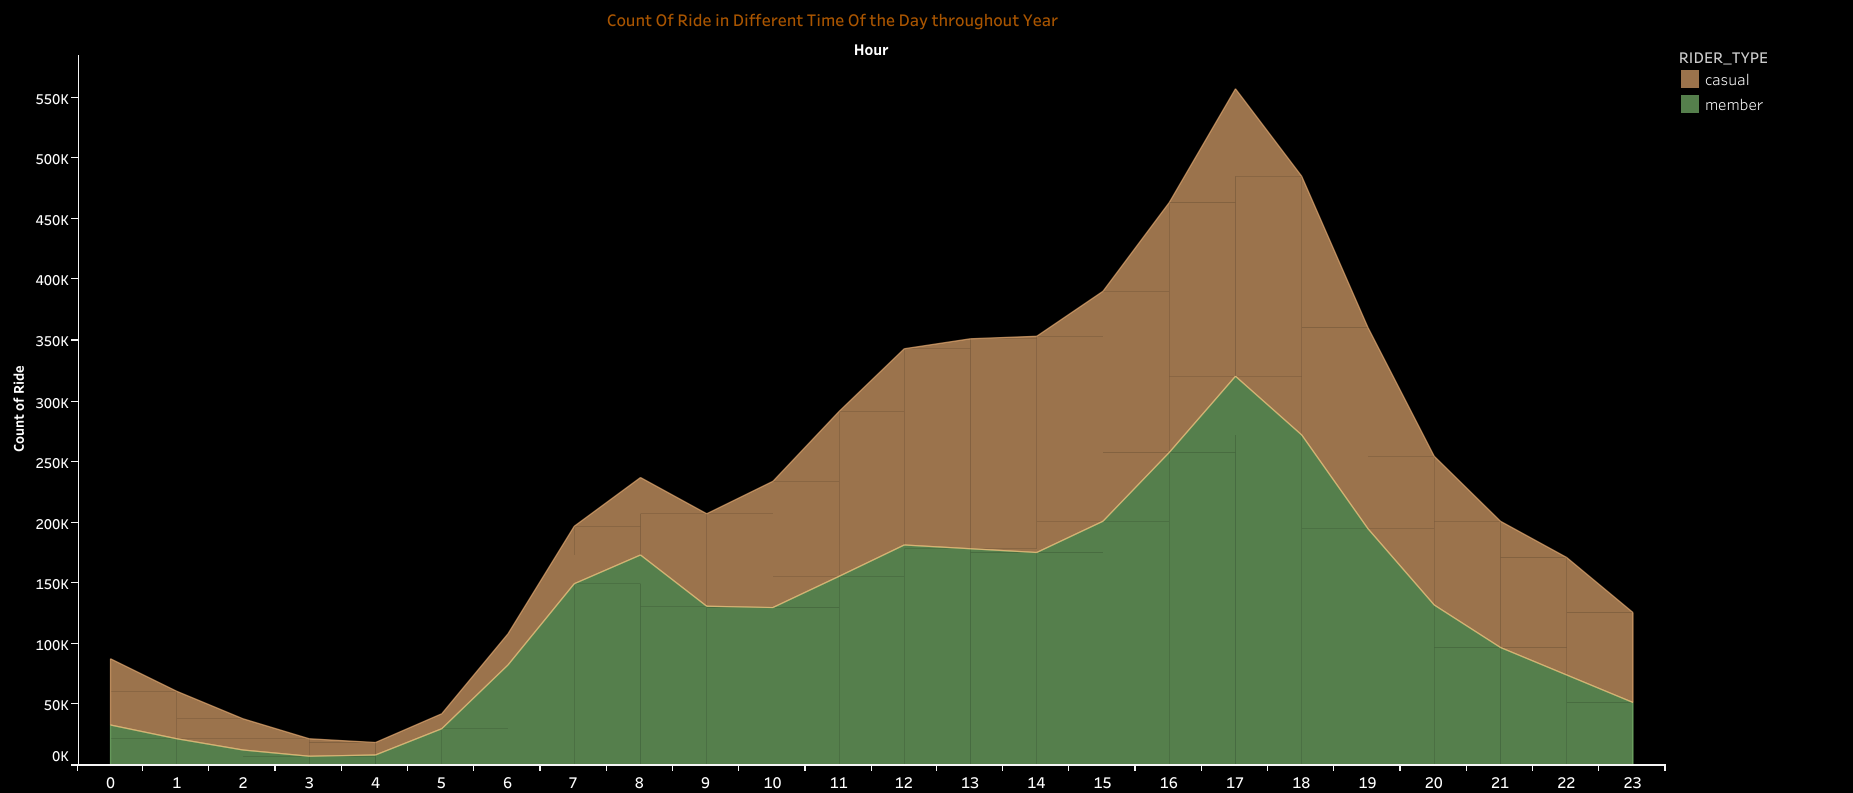 Count Of Ride in Different Time Of the Day throughout Year
Hour
RIDER_TYPE
casual
member
Count of Ride
550K
500K
450K
400K
350K
300K
250K
200K
150K
100K
50K
0K
0 1 2 3 4 5 6 7 8 9 10 11 12 13 14 15 16 17 18 19 20 21 22 23